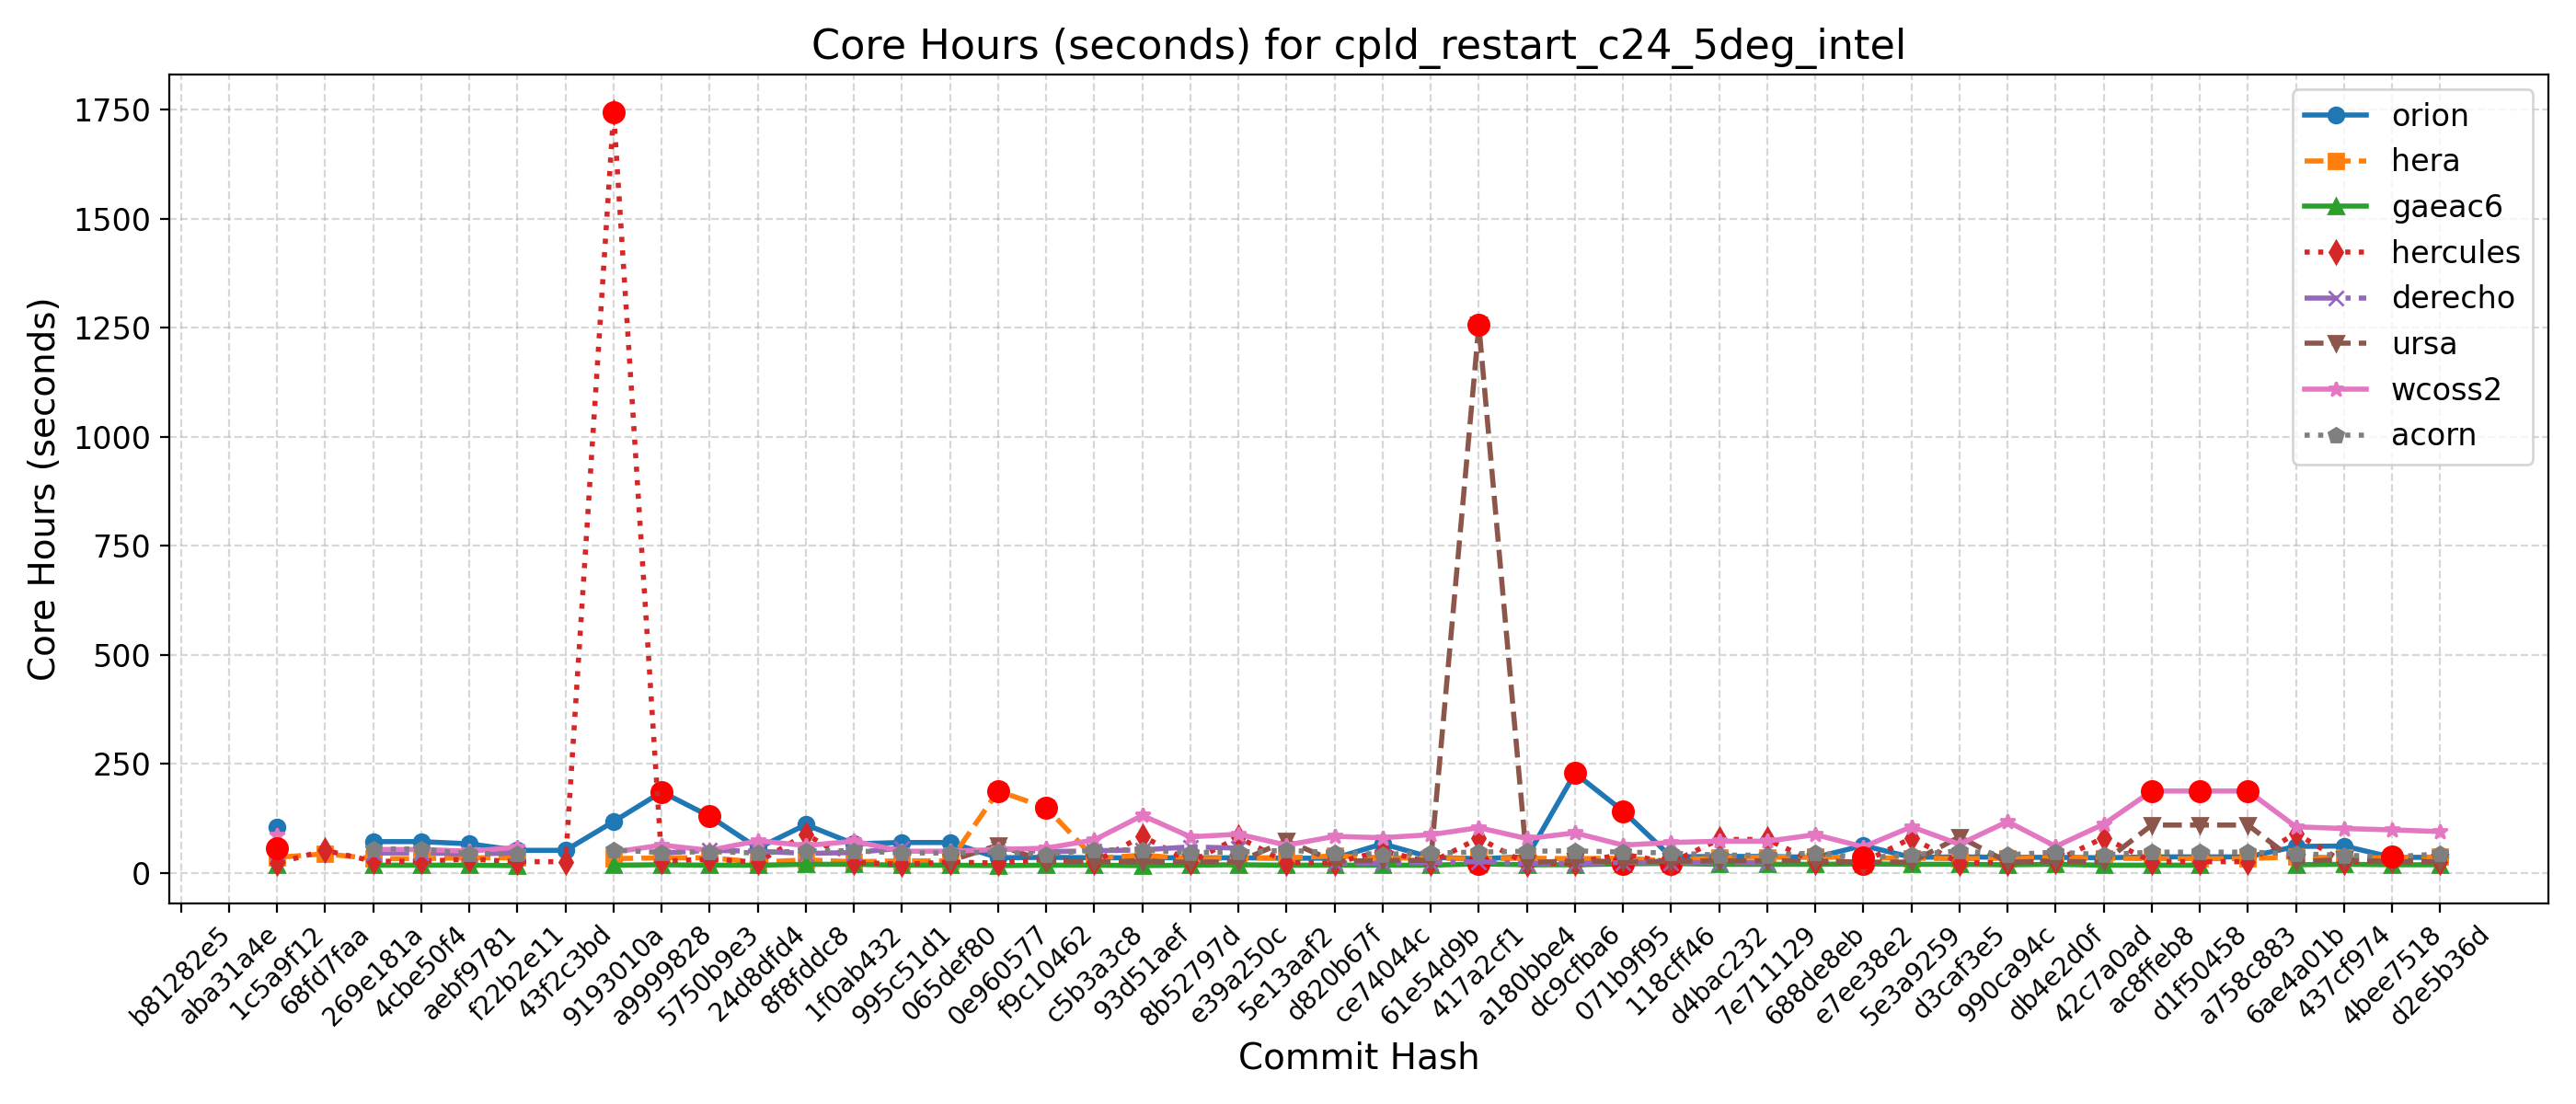 Core Hours (seconds) for cpld_restart_c24_5deg_intel
Core Hours (seconds)
1750
1500
1250
1000
750
500
250
0
orion
hera
gaeac6
hercules
derecho
ursa
wcoss2
acorn
b81282e5
aba31a4e
1c5a9f12
68fd7faa
269e181a
4cbe50f4
aebf9781
f22b2e11
43f2c3bd
9193010a
a9999828
5750b9e3
24d8dfd4
8f8fddc8
1f0ab432
995c51d1
065def80
0e960577
f9c10462
c5b3a3c8
93d51aef
8b52797d
e39a250c
5e13aaf2
d820b67f
ce74044c
61e54d9b
417a2cf1
a180bbe4
dc9cfba6
071b9f95
118cff46
d4bac232
7e711129
688de8eb
e7ee38e2
5e3a9259
d3caf3e5
990ca94c
db4e2d0f
42c7a0ad
ac8ffeb8
d1f50458
a758c883
6ae4a01b
437cf974
4bee7518
d2e5b36d
Commit Hash